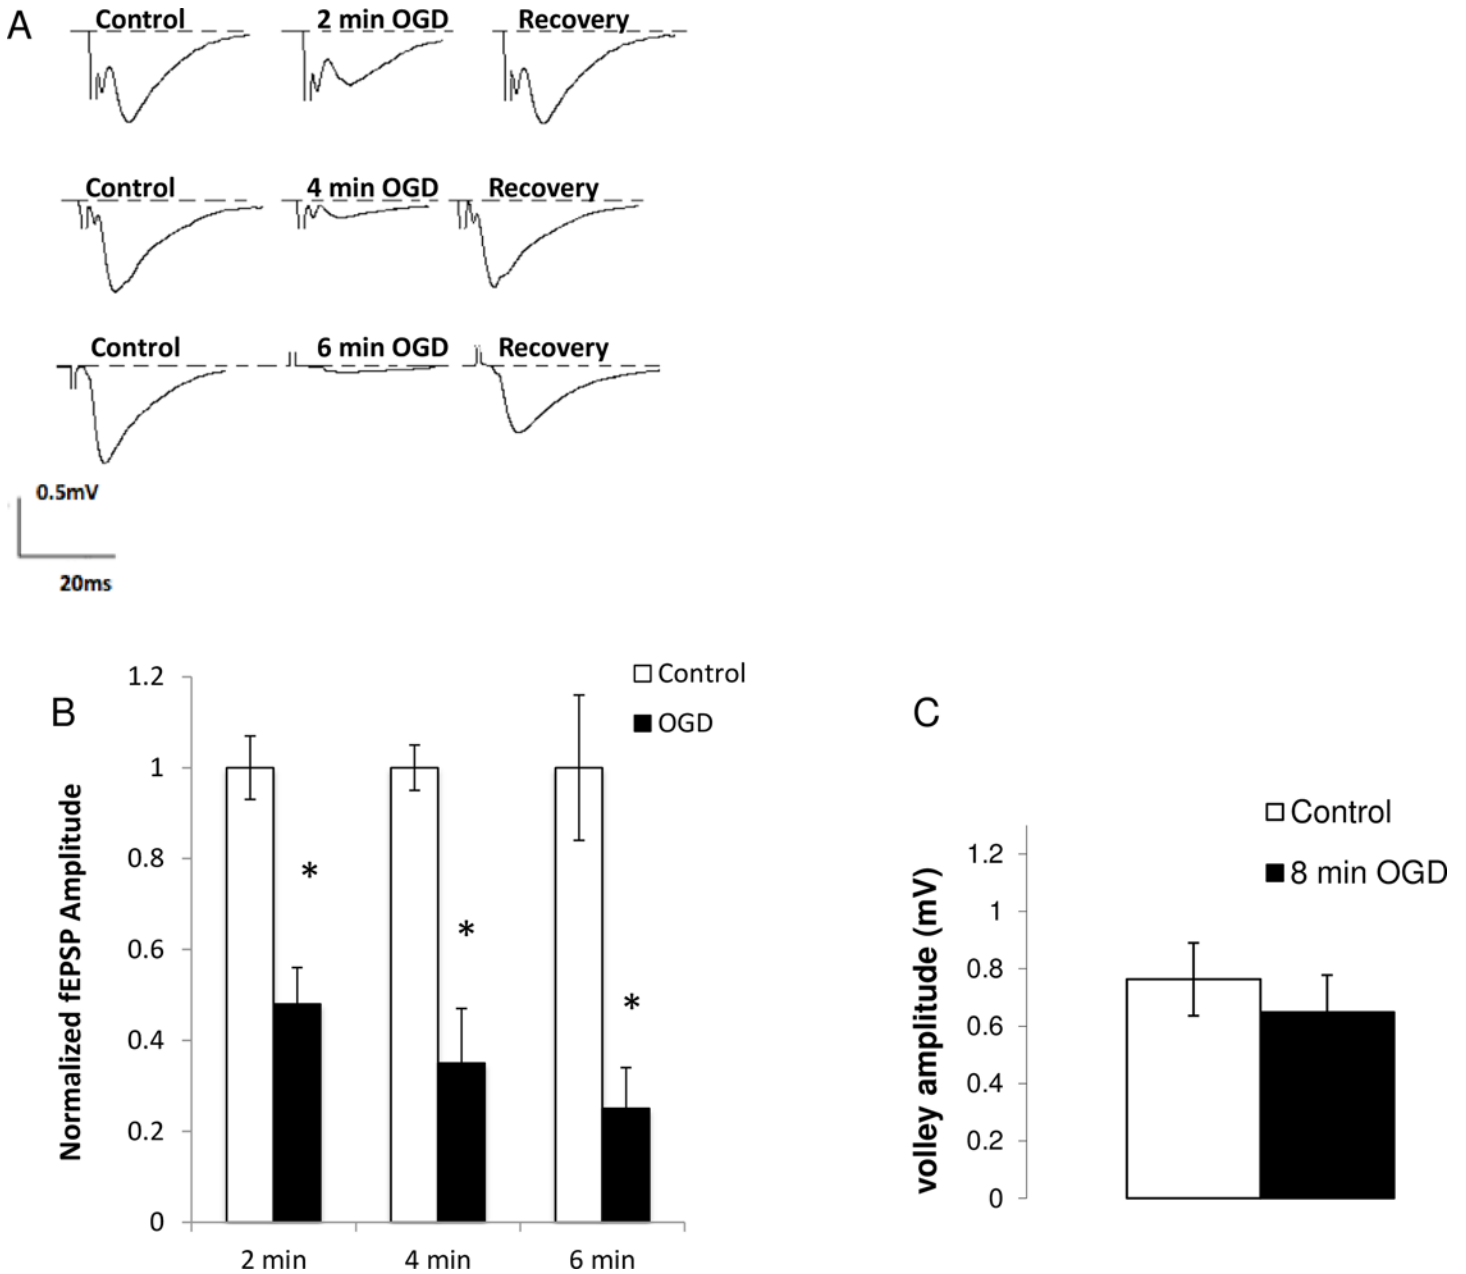 A
Control 2 min OGD Recovery
Control 4 min OGD Recovery
Control 6 min OGD Recovery
0.5mV
20ms
B
Normalized fEPSP Amplitude
1.2
1
0.8
0.6
0.4
0.2
0
Control
OGD
*
*
*
2 min 4 min 6 min
C
volley amplitude (mV)
1.2
1
0.8
0.6
0.4
0.2
0
Control
8 min OGD